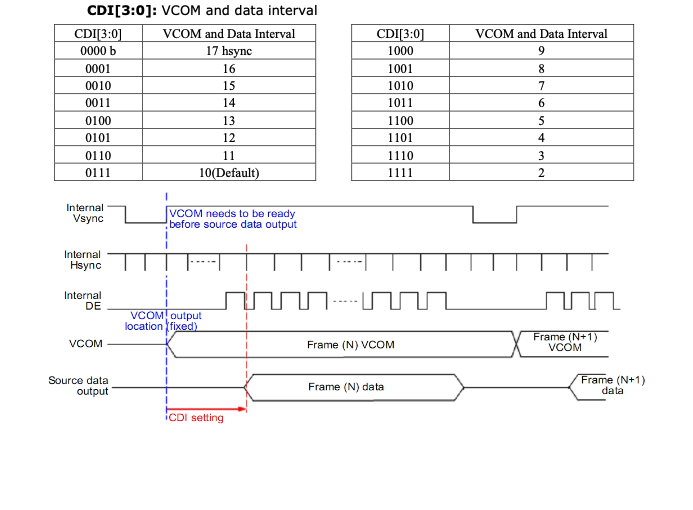 CDI[3:0]: VCOM and data interval
CDI[3:0] VCOM and Data Interval
0000 b 17 hsync
0001 16
0010 15
0011 14
0100 13
0101 12
0110 11
0111 10(Default)
CDI[3:0] VCOM and Data Interval
1000 9
1001 8
1010 7
1011 6
1100 5
1101 4
1110 3
1111 2
Internal
Vsync
VCOM needs to be ready
before source data output
Internal
Hsync
Internal
DE
VCOM output
location (fixed)
VCOM
Frame (N) VCOM
Frame (N+1)
VCOM
Source data
output
Frame (N) data
Frame (N+1)
data
CDI setting